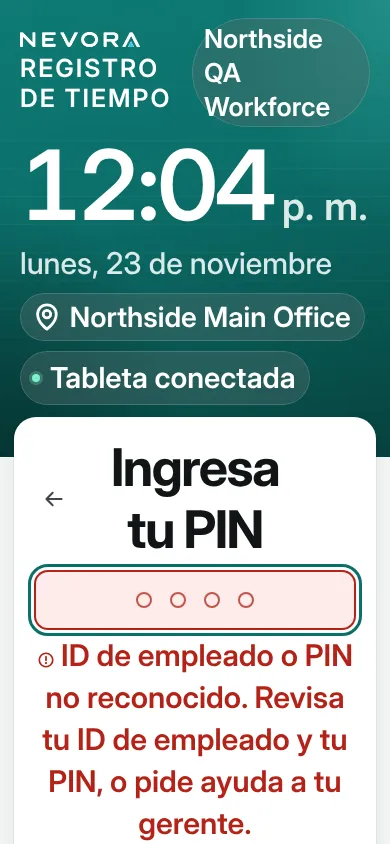 NEVORA
REGISTRO
DE TIEMPO
Northside
QA
Workforce
12:04 p. m.
lunes, 23 de noviembre
Northside Main Office
Tableta conectada
Ingresa
tu PIN
ID de empleado o PIN
no reconocido. Revisa
tu ID de empleado y tu
PIN, o pide ayuda a tu
gerente.